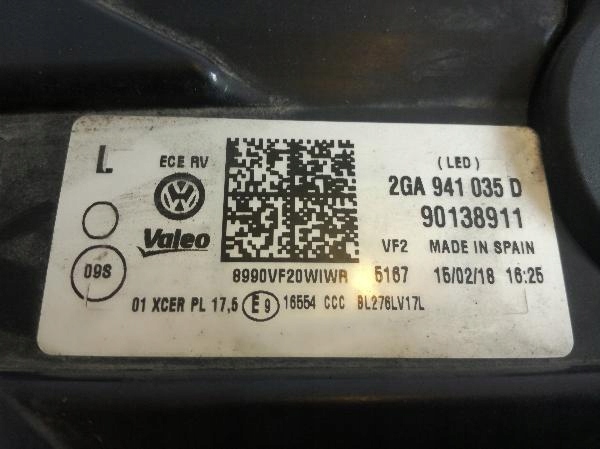 L
ECE RV
(LED)
2GA 941 035 D
90138911
Valeo
VF2 MADE IN SPAIN
09S
8990VF20WIWR 5167 15/02/18 16:25
01 XCER PL 17,5 E9 16554 CCC BL276LV17L